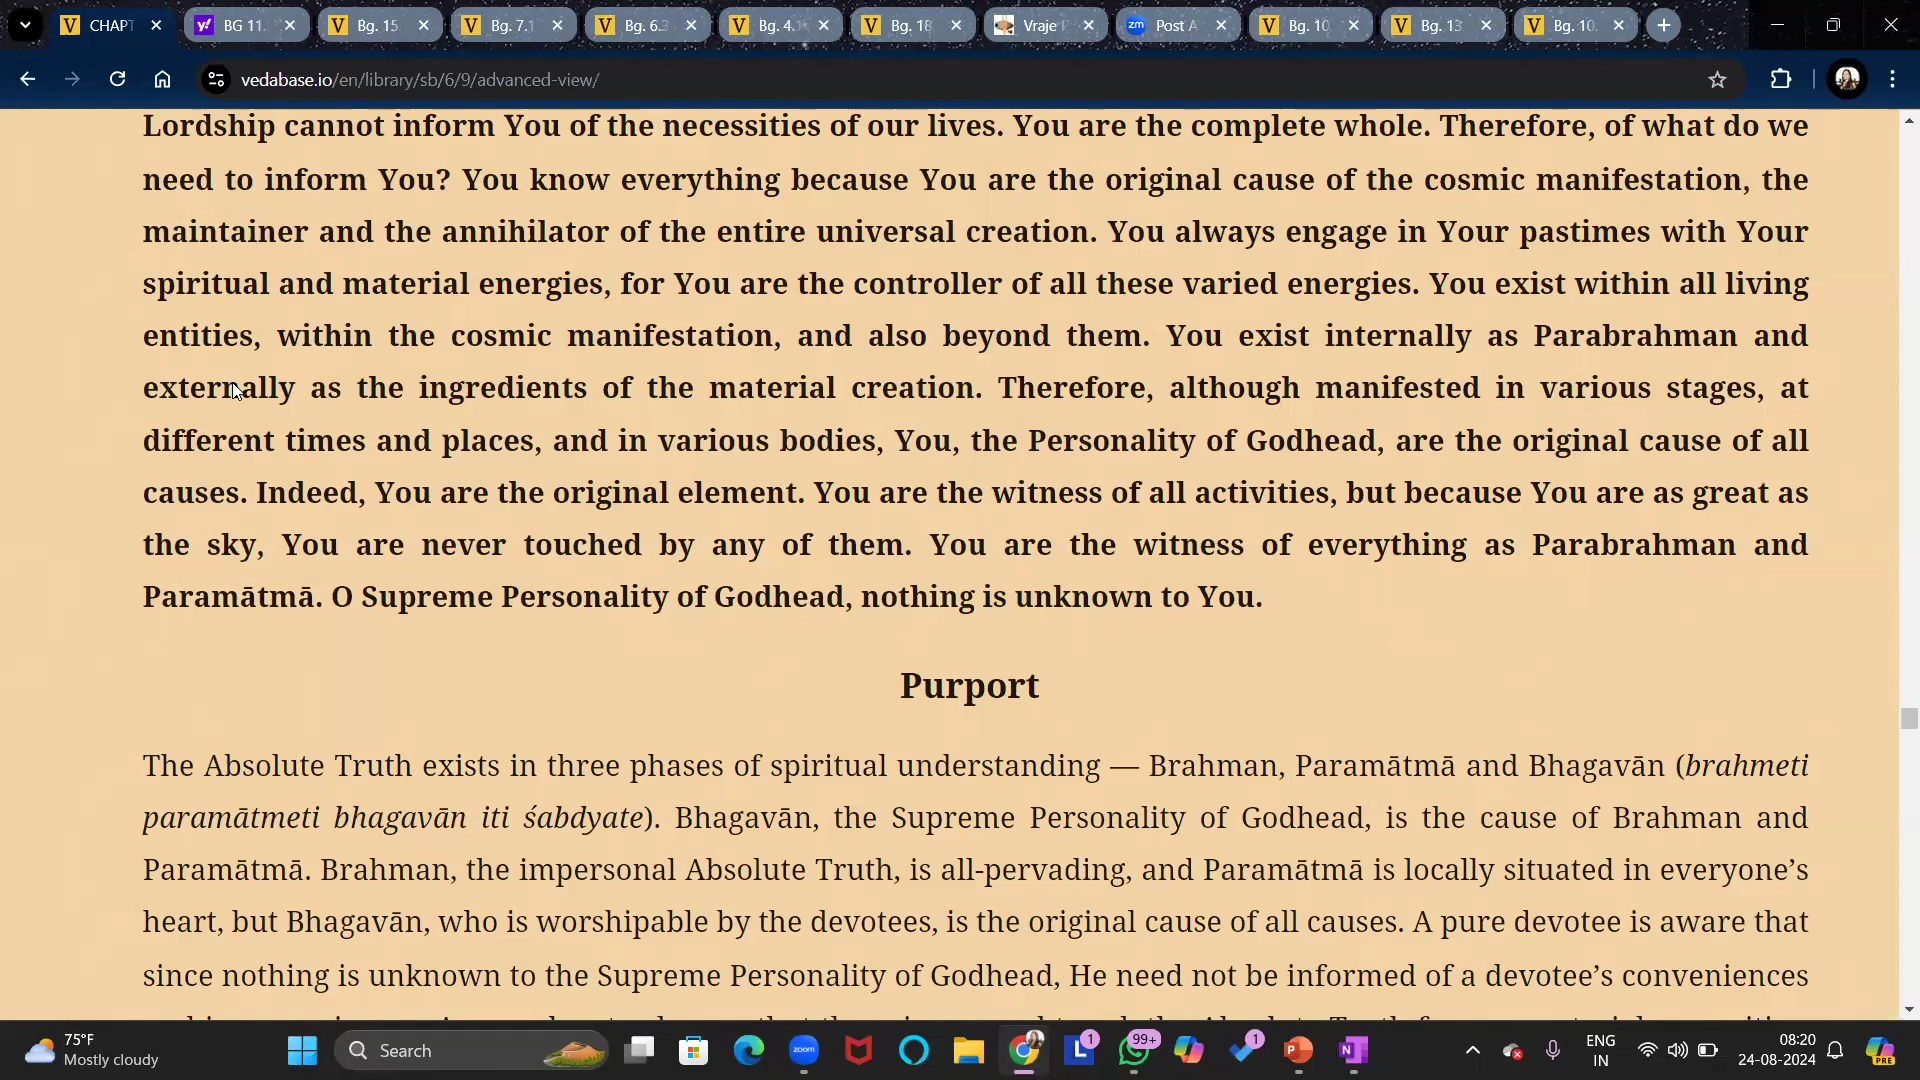 CHAPT
BG 11.
Bg. 15.
Bg. 7.1
Bg. 6.3
Bg. 4.1
Bg. 18
Vraje
Post A
Bg. 10
Bg. 13
Bg. 10.
vedabase.io/en/library/sb/6/9/advanced-view/
Lordship cannot inform You of the necessities of our lives. You are the complete whole. Therefore, of what do we
need to inform You? You know everything because You are the original cause of the cosmic manifestation, the
maintainer and the annihilator of the entire universal creation. You always engage in Your pastimes with Your
spiritual and material energies, for You are the controller of all these varied energies. You exist within all living
entities, within the cosmic manifestation, and also beyond them. You exist internally as Parabrahman and
externally as the ingredients of the material creation. Therefore, although manifested in various stages, at
different times and places, and in various bodies, You, the Personality of Godhead, are the original cause of all
causes. Indeed, You are the original element. You are the witness of all activities, but because You are as great as
the sky, You are never touched by any of them. You are the witness of everything as Parabrahman and
Paramātmā. O Supreme Personality of Godhead, nothing is unknown to You.
Purport
The Absolute Truth exists in three phases of spiritual understanding — Brahman, Paramātmā and Bhagavān (brahmeti
paramātmeti bhagavān iti śabdyate). Bhagavān, the Supreme Personality of Godhead, is the cause of Brahman and
Paramātmā. Brahman, the impersonal Absolute Truth, is all-pervading, and Paramātmā is locally situated in everyone's
heart, but Bhagavān, who is worshipable by the devotees, is the original cause of all causes. A pure devotee is aware that
since nothing is unknown to the Supreme Personality of Godhead, He need not be informed of a devotee's conveniences
75°F
Mostly cloudy
Search
zoom
1
99+
1
ENG
IN
08:20
24-08-2024
PRE